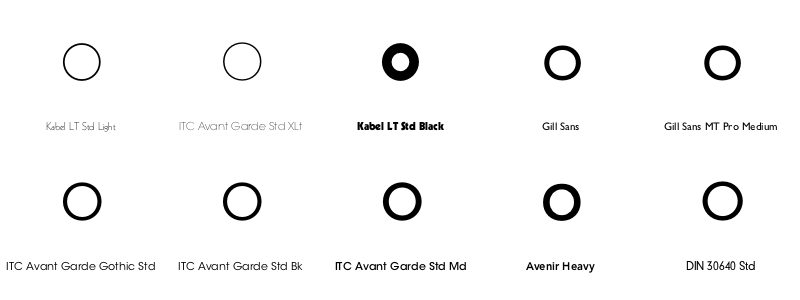 O O O O O
Kabel LT Std Light ITC Avant Garde Std XLt Kabel LT Std Black Gill Sans Gill Sans MT Pro Medium
O O O O O
ITC Avant Garde Gothic Std ITC Avant Garde Std Bk ITC Avant Garde Std Md Avenir Heavy DIN 30640 Std